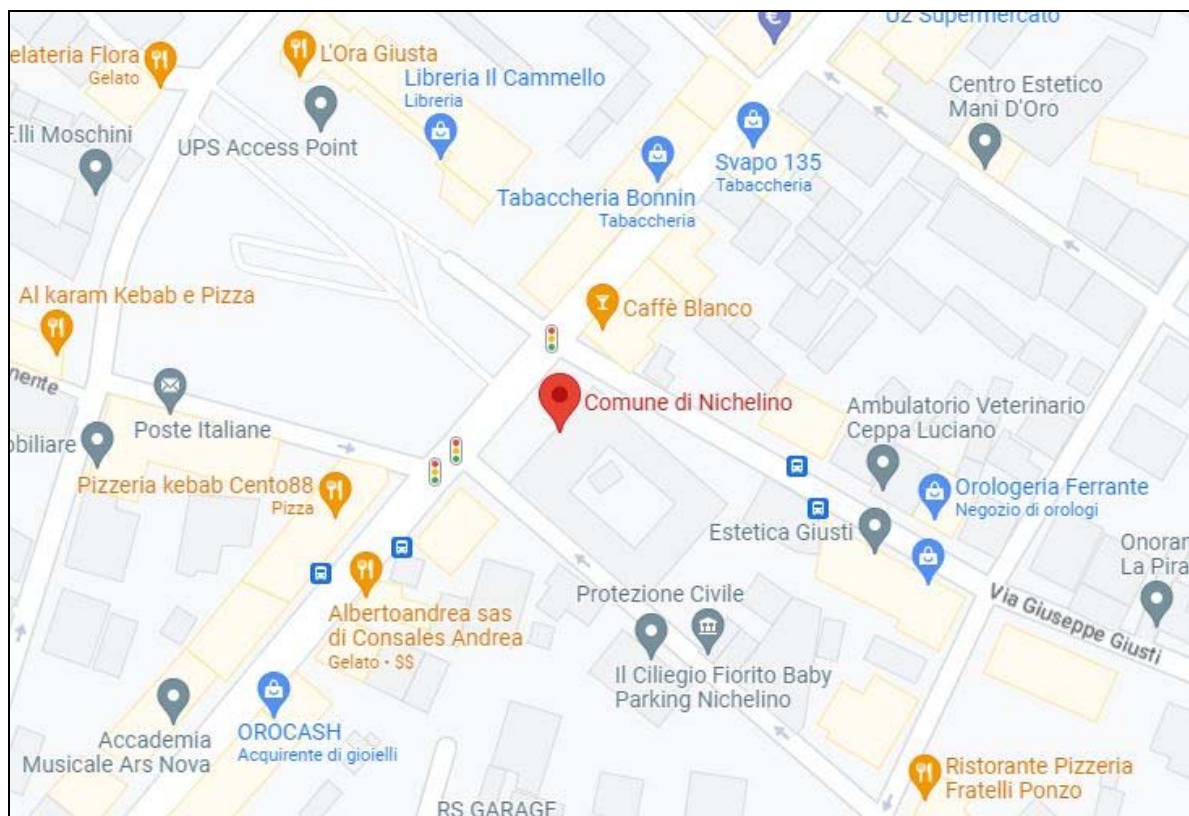 U2 Supermercato
elateria Flora
Gelato
L'Ora Giusta
Libreria Il Cammello
Libreria
Centro Estetico
Mani D'Oro
F.lli Moschini
UPS Access Point
Svapo 135
Tabaccheria
Tabaccheria Bonnin
Tabaccheria
Al karam Kebab e Pizza
Caffè Blanco
nente
Comune di Nichelino
Ambulatorio Veterinario
Ceppa Luciano
Poste Italiane
obiliare
Pizzeria kebab Cento88
Pizza
Orologeria Ferrante
Negozio di orologi
Estetica Giusti
Onoran
La Pira
Via Giuseppe Giusti
Protezione Civile
Albertoandrea sas
di Consales Andrea
Gelato · $$
Il Ciliegio Fiorito Baby
Parking Nichelino
OROCASH
Acquirente di gioielli
Accademia
Musicale Ars Nova
Ristorante Pizzeria
Fratelli Ponzo
RS GARAGE